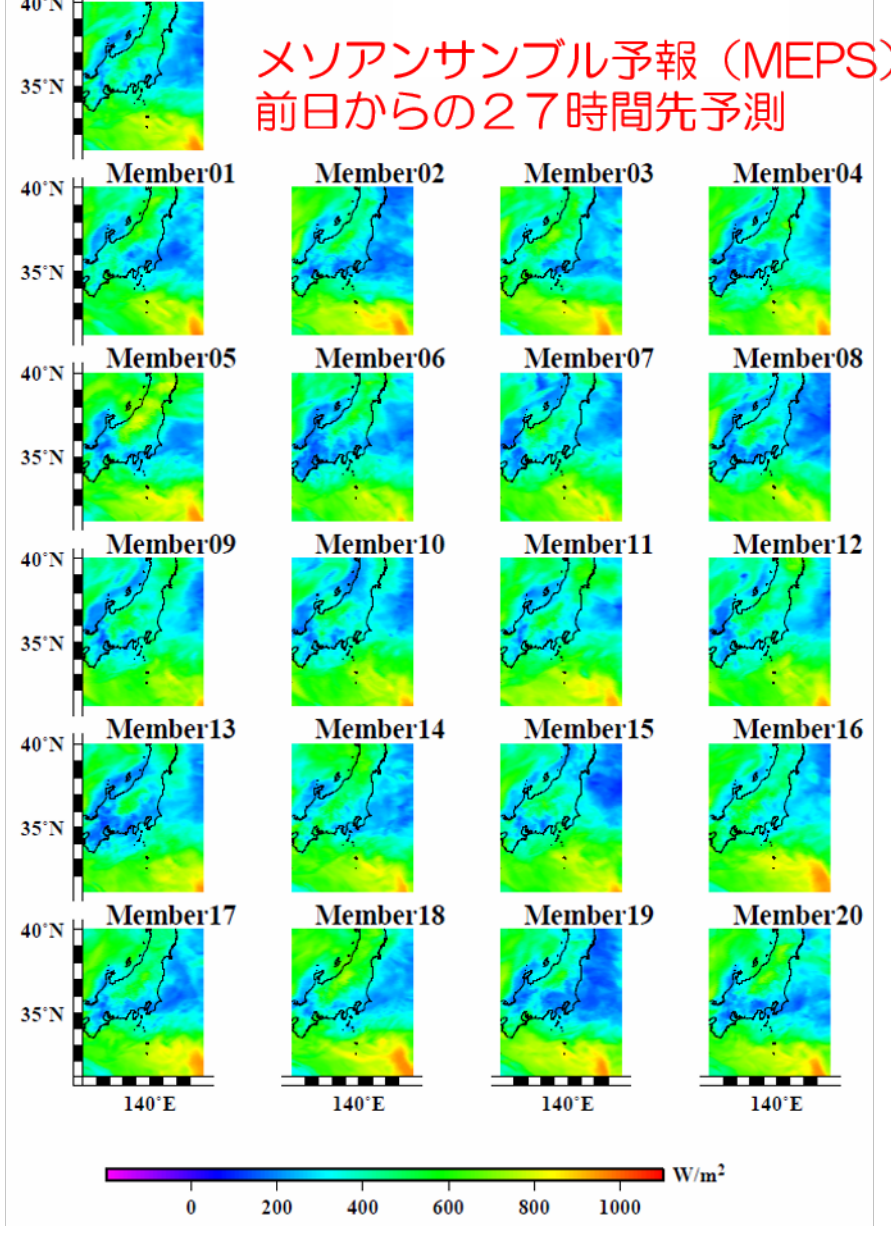 40°N
メソアンサンブル予報（MEPS）
35°N
前日からの２７時間先予測
Member01 Member02 Member03 Member04
40°N
35°N
Member05 Member06 Member07 Member08
40°N
35°N
Member09 Member10 Member11 Member12
40°N
35°N
Member13 Member14 Member15 Member16
40°N
35°N
Member17 Member18 Member19 Member20
40°N
35°N
140°E 140°E 140°E 140°E
W/m²
0 200 400 600 800 1000